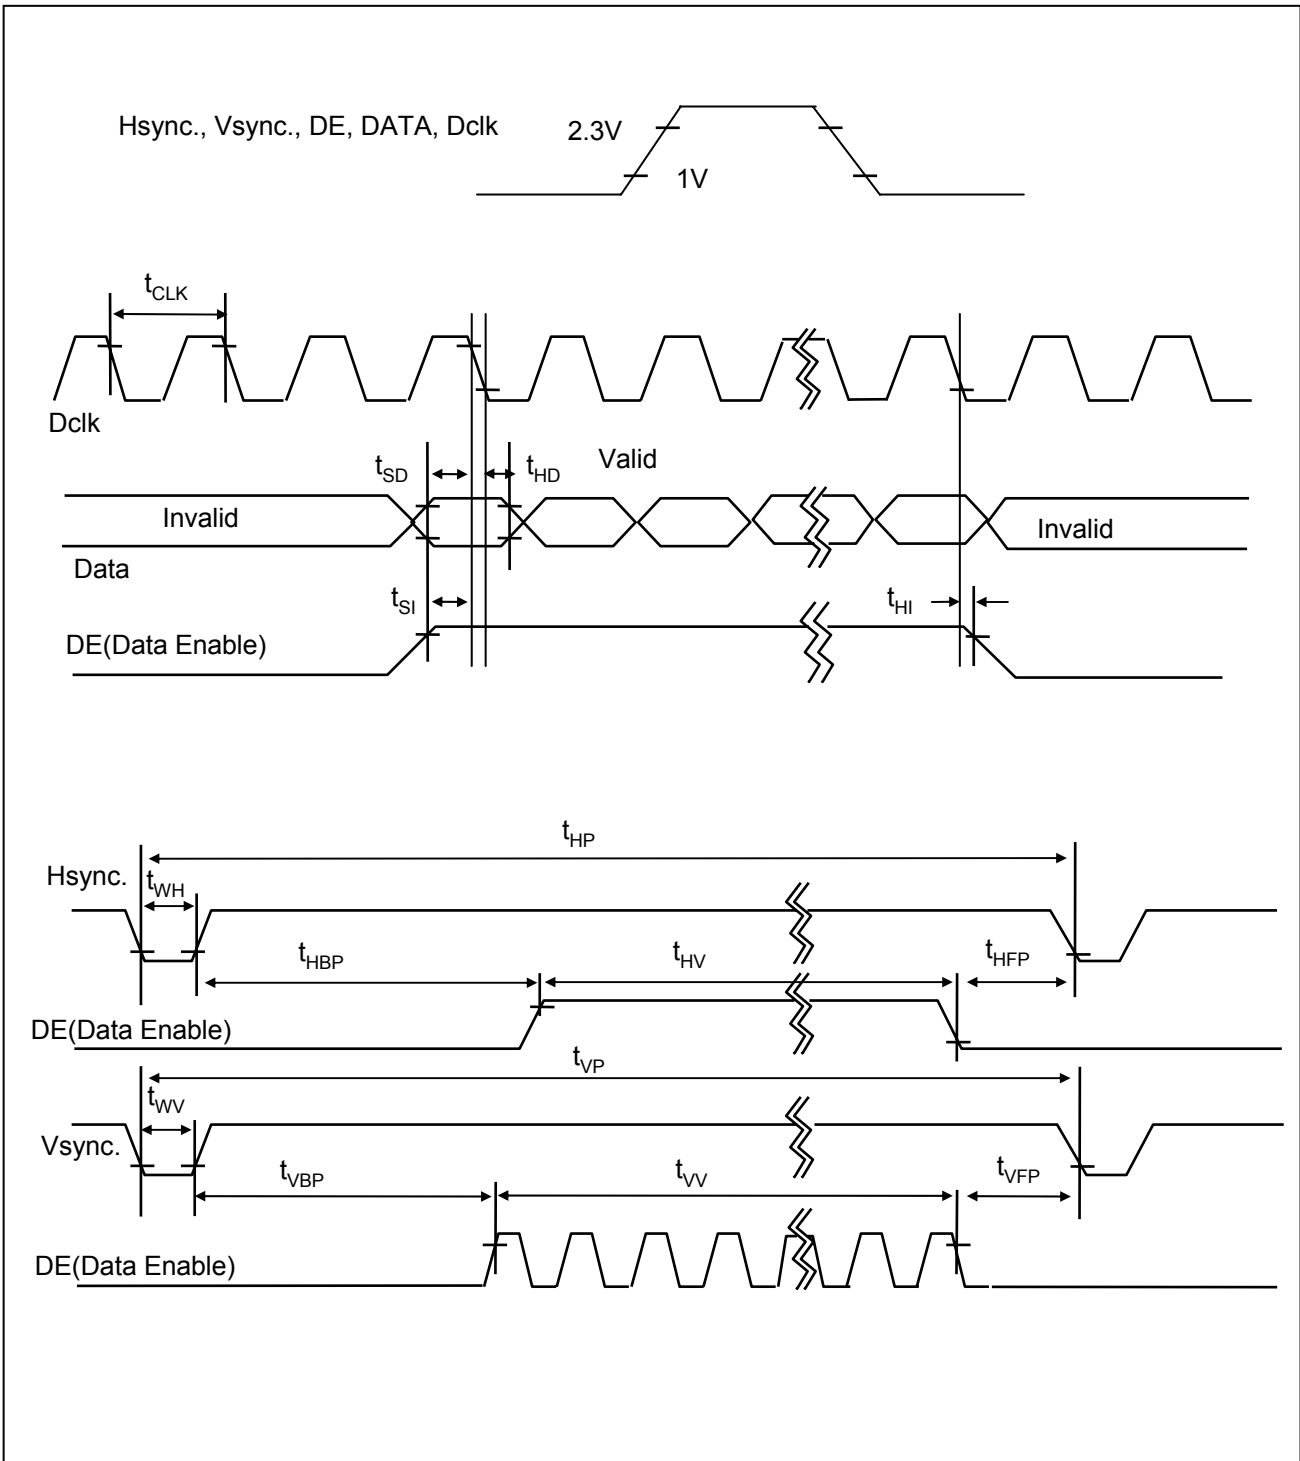 Hsync., Vsync., DE, DATA, Dclk
2.3V
1V
tCLK
Dclk
tSD
tHD
Valid
Invalid
Invalid
Data
tSI
tHI
DE(Data Enable)
tHP
Hsync.
tWH
tHBP
tHV
tHFP
DE(Data Enable)
tVP
tWV
Vsync.
tVBP
tVV
tVFP
DE(Data Enable)